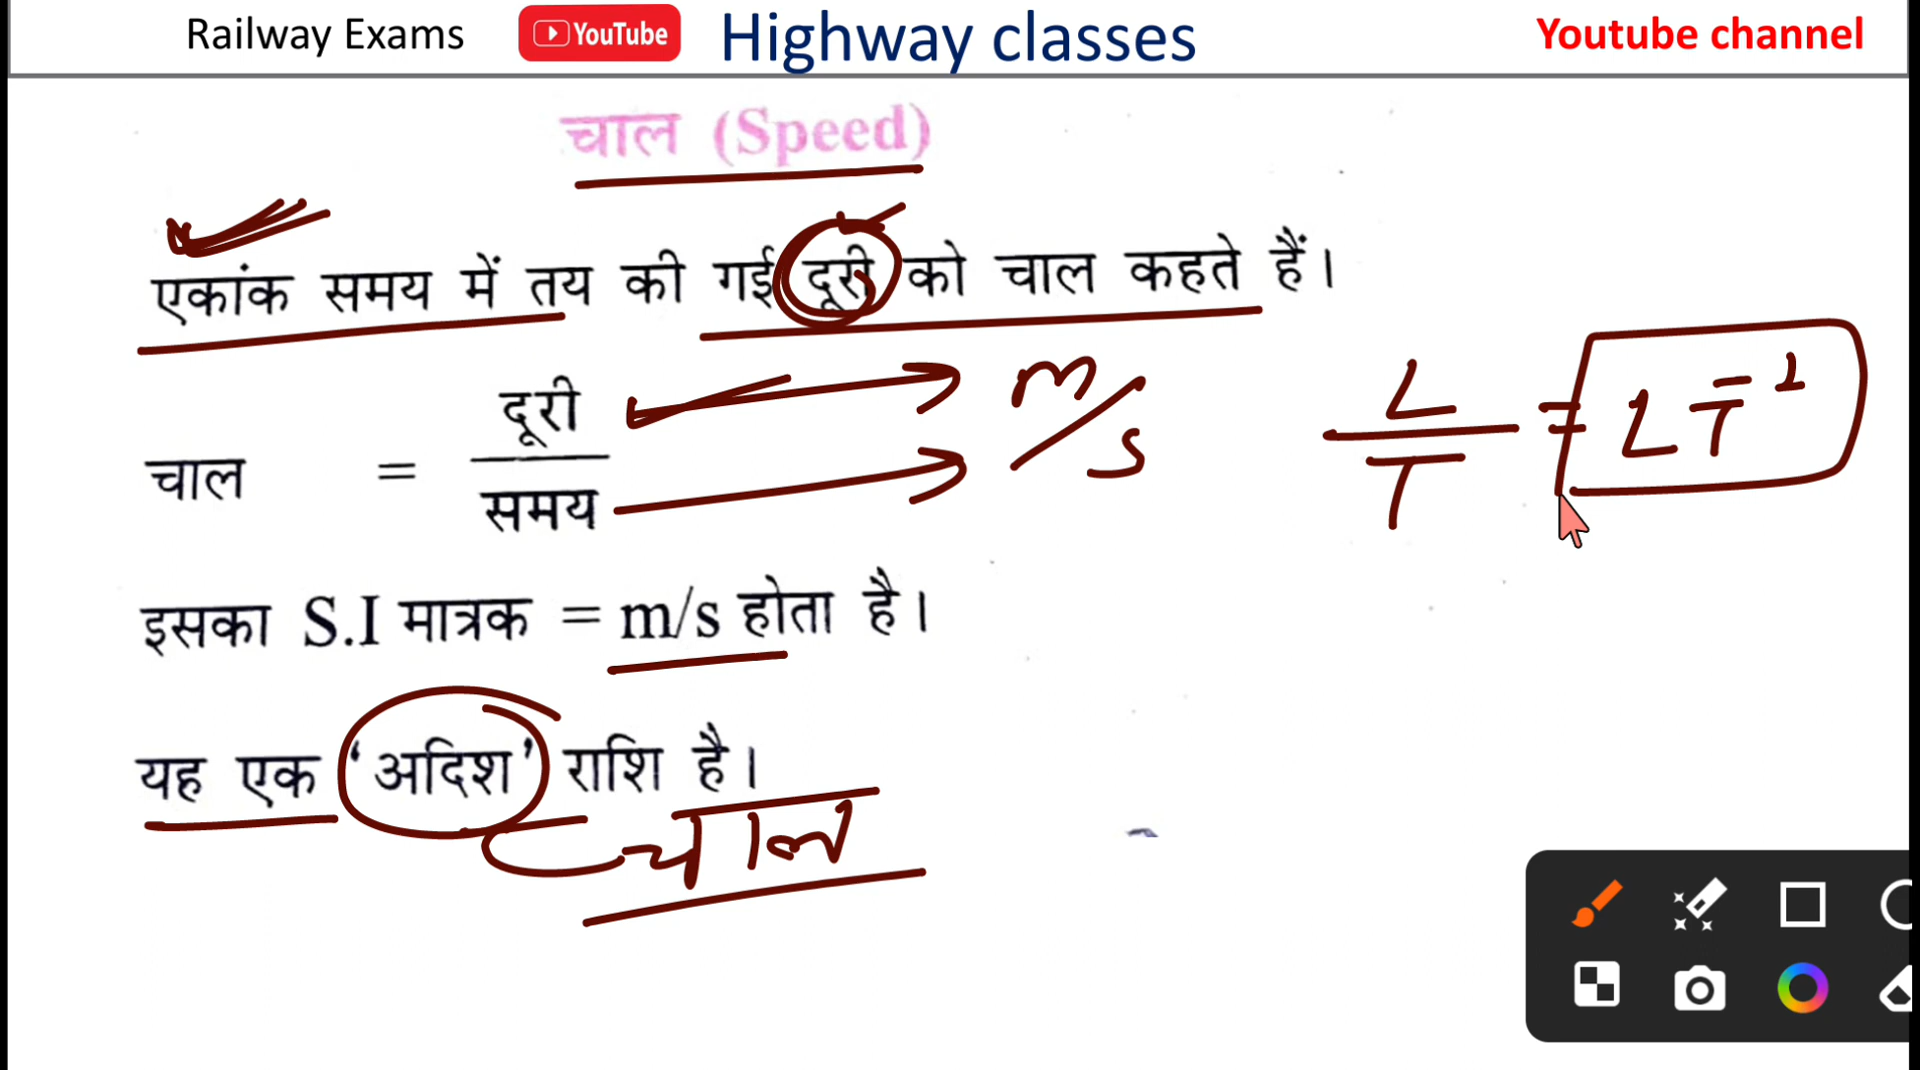 Railway Exams YouTube Highway classes Youtube channel
चाल (Speed)
एकांक समय में तय की गई दूरी को चाल कहते हैं।
चाल = दूरी / समय m/s L/T = LT⁻¹
इसका S.I मात्रक = m/s होता है।
यह एक ‘अदिश’ राशि है।
चाल